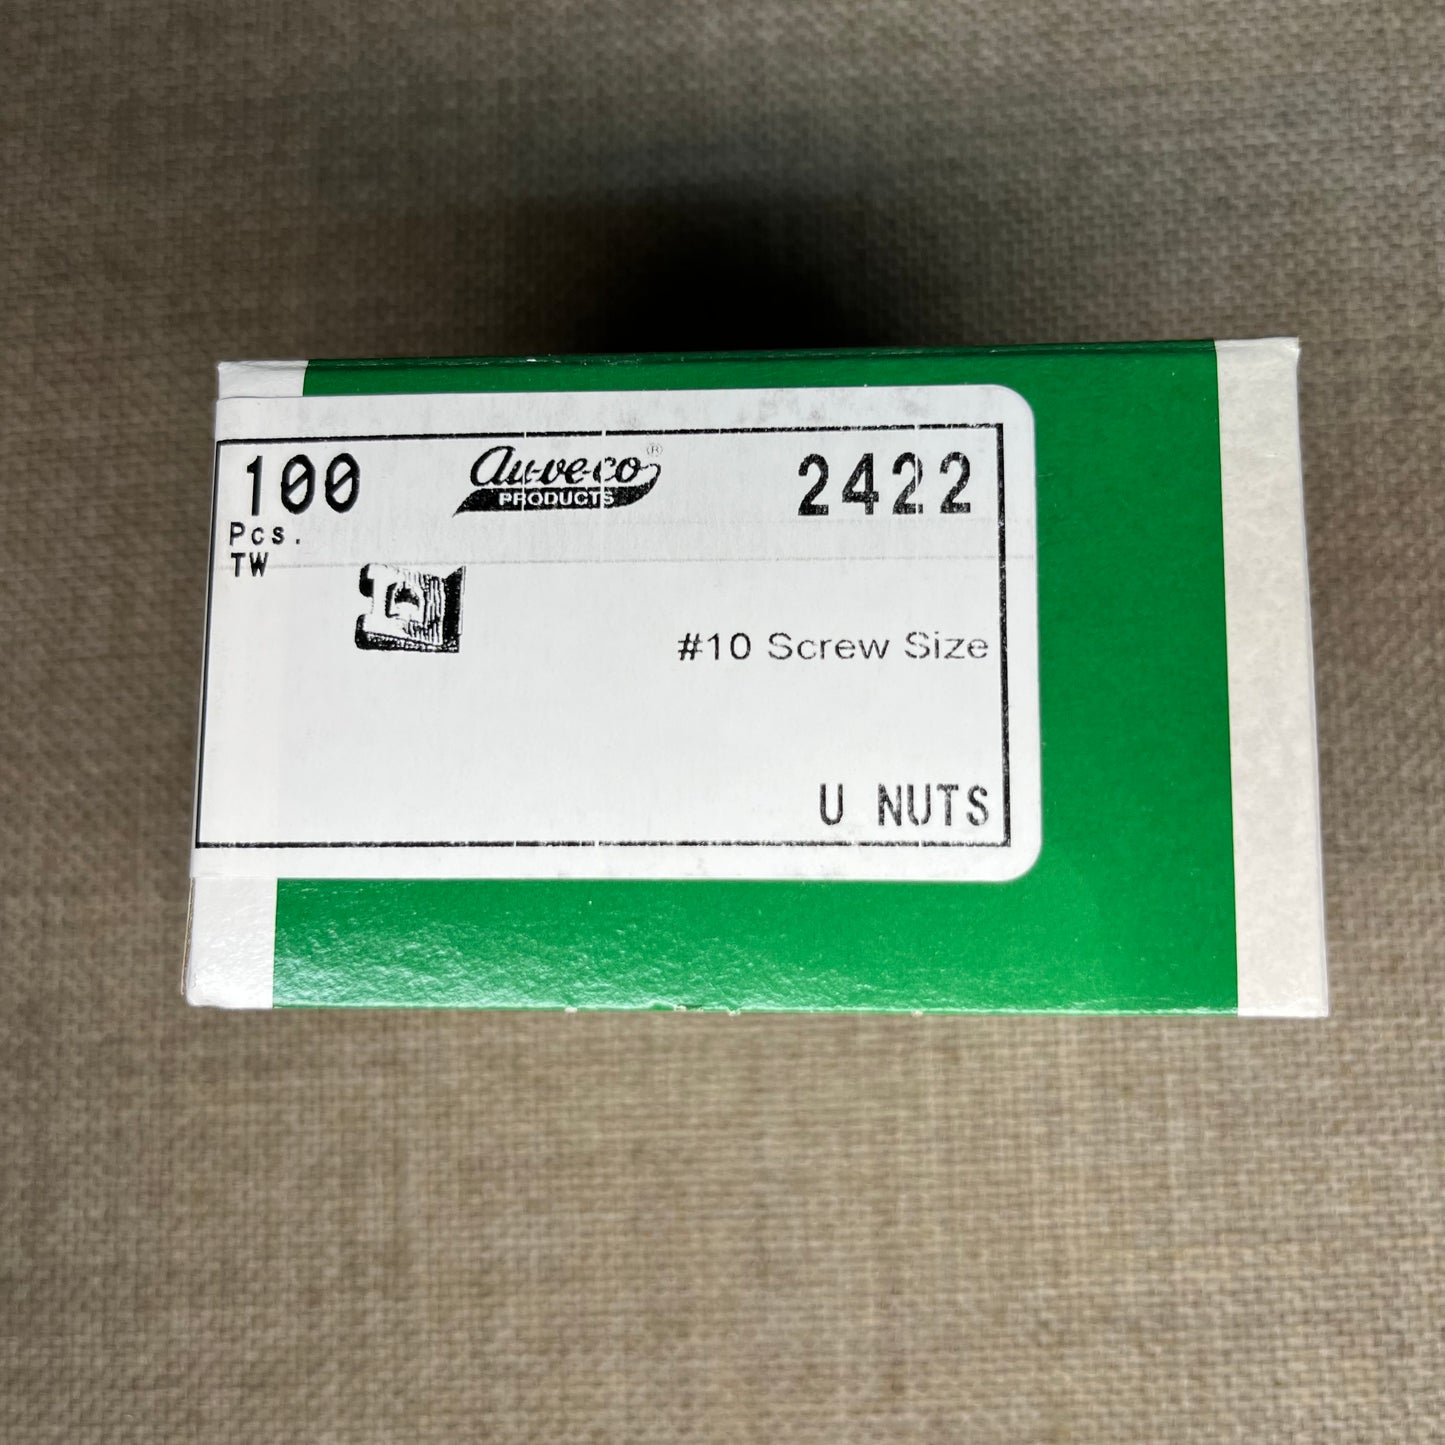 100 Au-ve-co® 2422
PRODUCTS
Pcs.
TW
#10 Screw Size
U NUTS